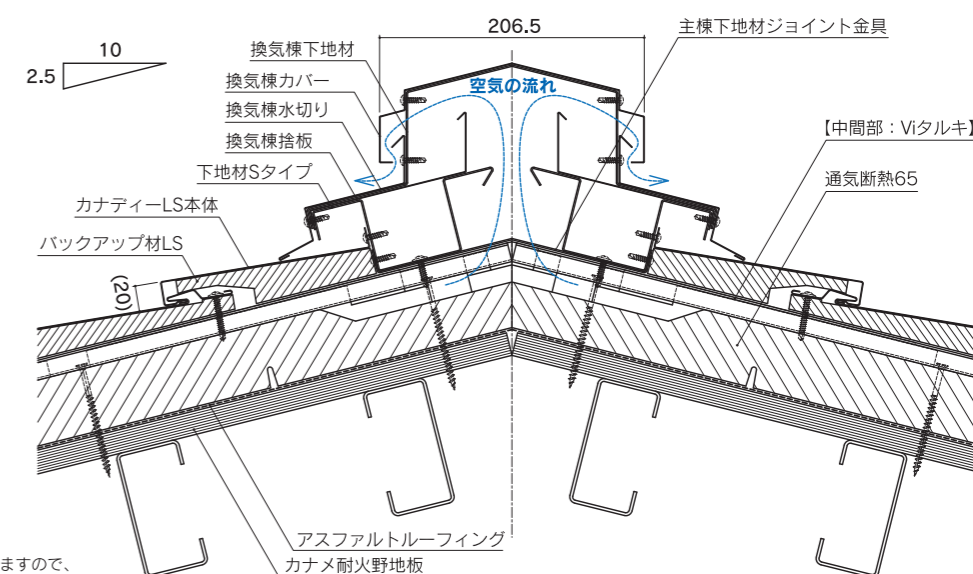 206.5
主棟下地材ジョイント金具
10
2.5
換気棟下地材
換気棟カバー
換気棟水切り
換気棟捨板
下地材Sタイプ
カナディーLS本体
バックアップ材LS
(20)
空気の流れ
【中間部：Viタルキ】
通気断熱65
アスファルトルーフィング
カナメ耐火野地板
ますので、